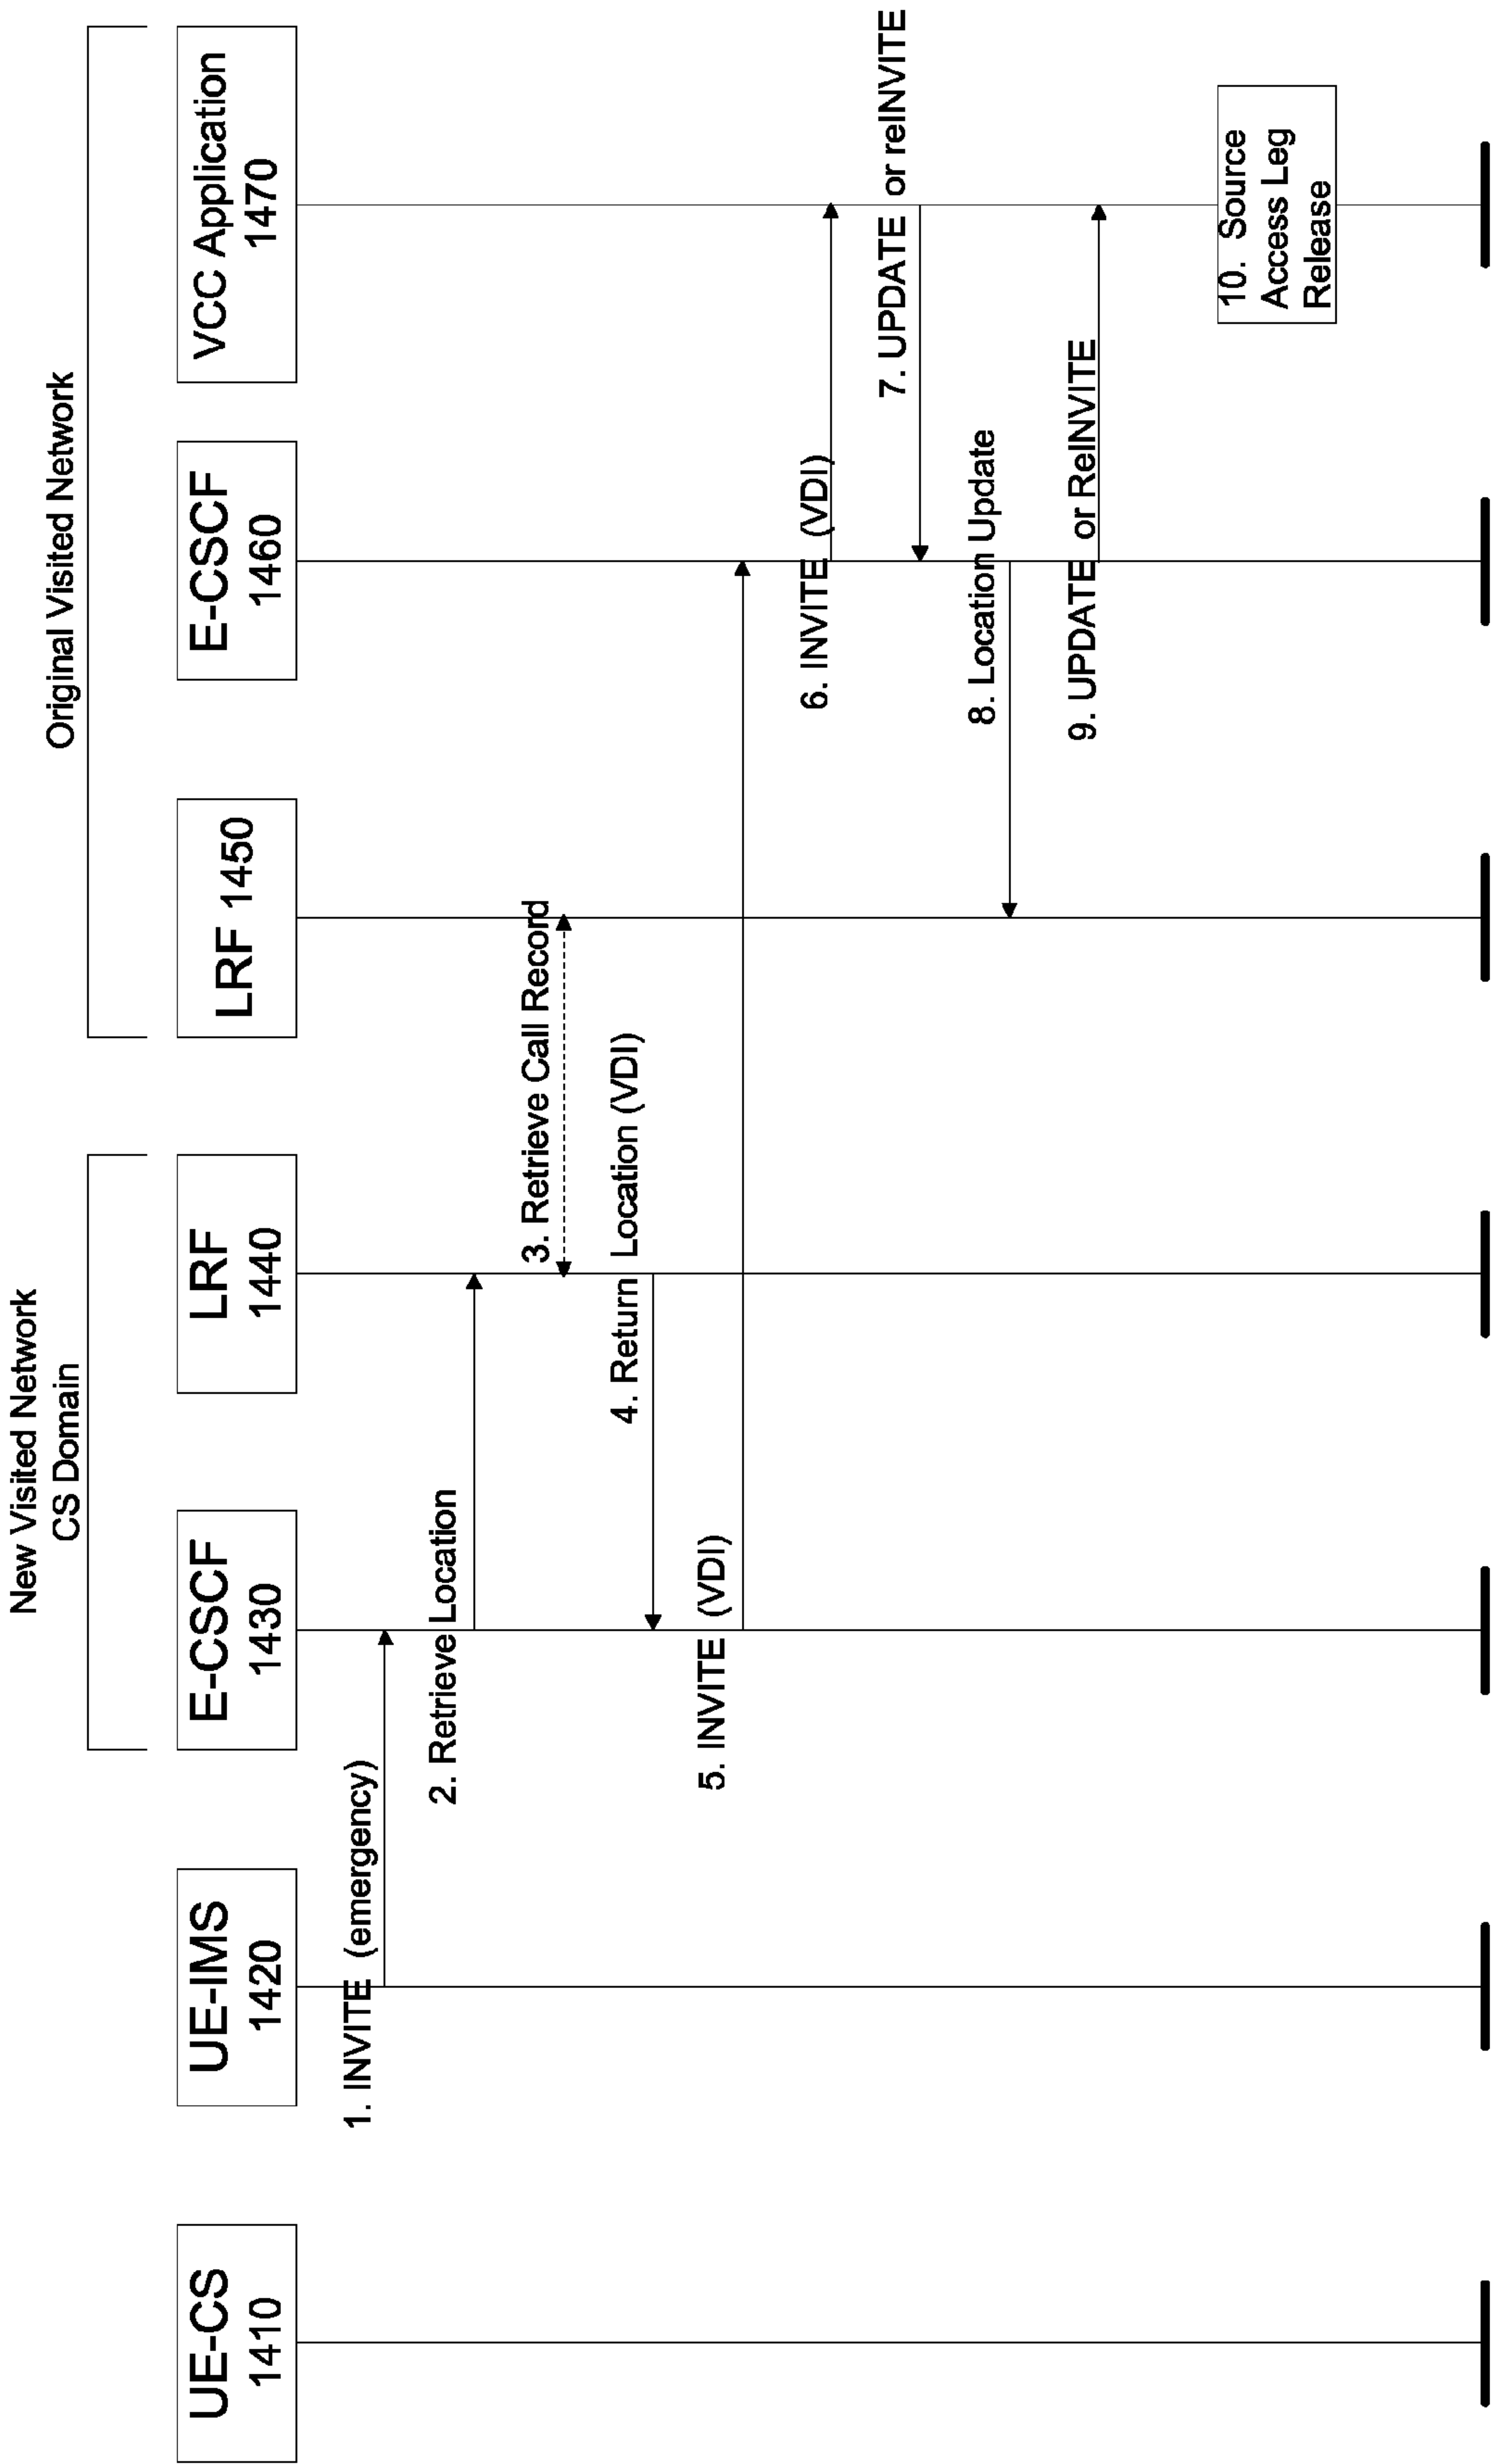 New Visited Network
CS Domain
Original Visited Network
UE-CS
1410
UE-IMS
1420
E-CSCF
1430
LRF
1440
LRF 1450
E-CSCF
1460
VCC Application
1470
1. INVITE (emergency)
2. Retrieve Location
3. Retrieve Call Record
4. Return Location (VDI)
5. INVITE (VDI)
6. INVITE (VDI)
7. UPDATE or reINVITE
8. Location Update
9. UPDATE or ReINVITE
10. Source
Access Leg
Release